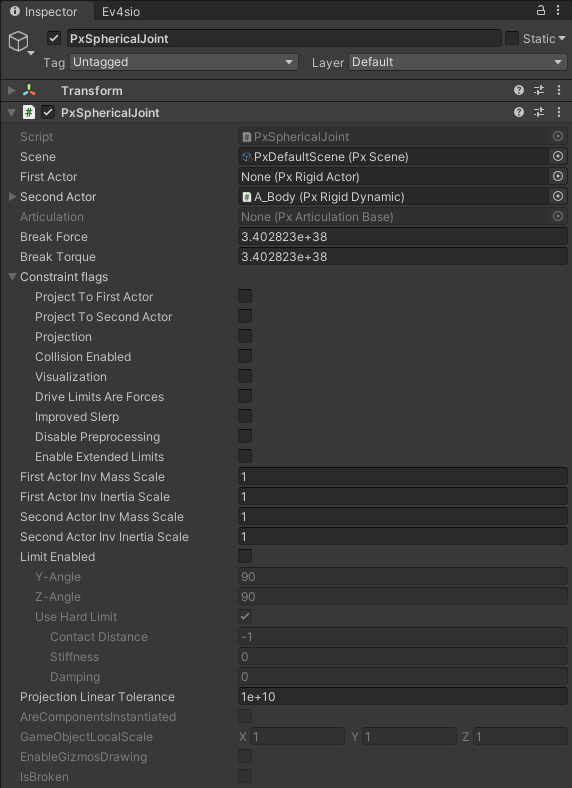 Inspector Ev4sio
PxSphericalJoint Static
Tag Untagged Layer Default
Transform
# PxSphericalJoint
Script # PxSphericalJoint
Scene PxDefaultScene (Px Scene)
First Actor None (Px Rigid Actor)
Second Actor # A_Body (Px Rigid Dynamic)
Articulation None (Px Articulation Base)
Break Force 3.402823e+38
Break Torque 3.402823e+38
Constraint flags
Project To First Actor
Project To Second Actor
Projection
Collision Enabled
Visualization
Drive Limits Are Forces
Improved Slerp
Disable Preprocessing
Enable Extended Limits
First Actor Inv Mass Scale 1
First Actor Inv Inertia Scale 1
Second Actor Inv Mass Scale 1
Second Actor Inv Inertia Scale 1
Limit Enabled
Y-Angle 90
Z-Angle 90
Use Hard Limit
Contact Distance -1
Stiffness 0
Damping 0
Projection Linear Tolerance 1e+10
AreComponentsInstantiated
GameObjectLocalScale X 1 Y 1 Z 1
EnableGizmosDrawing
IsBroken